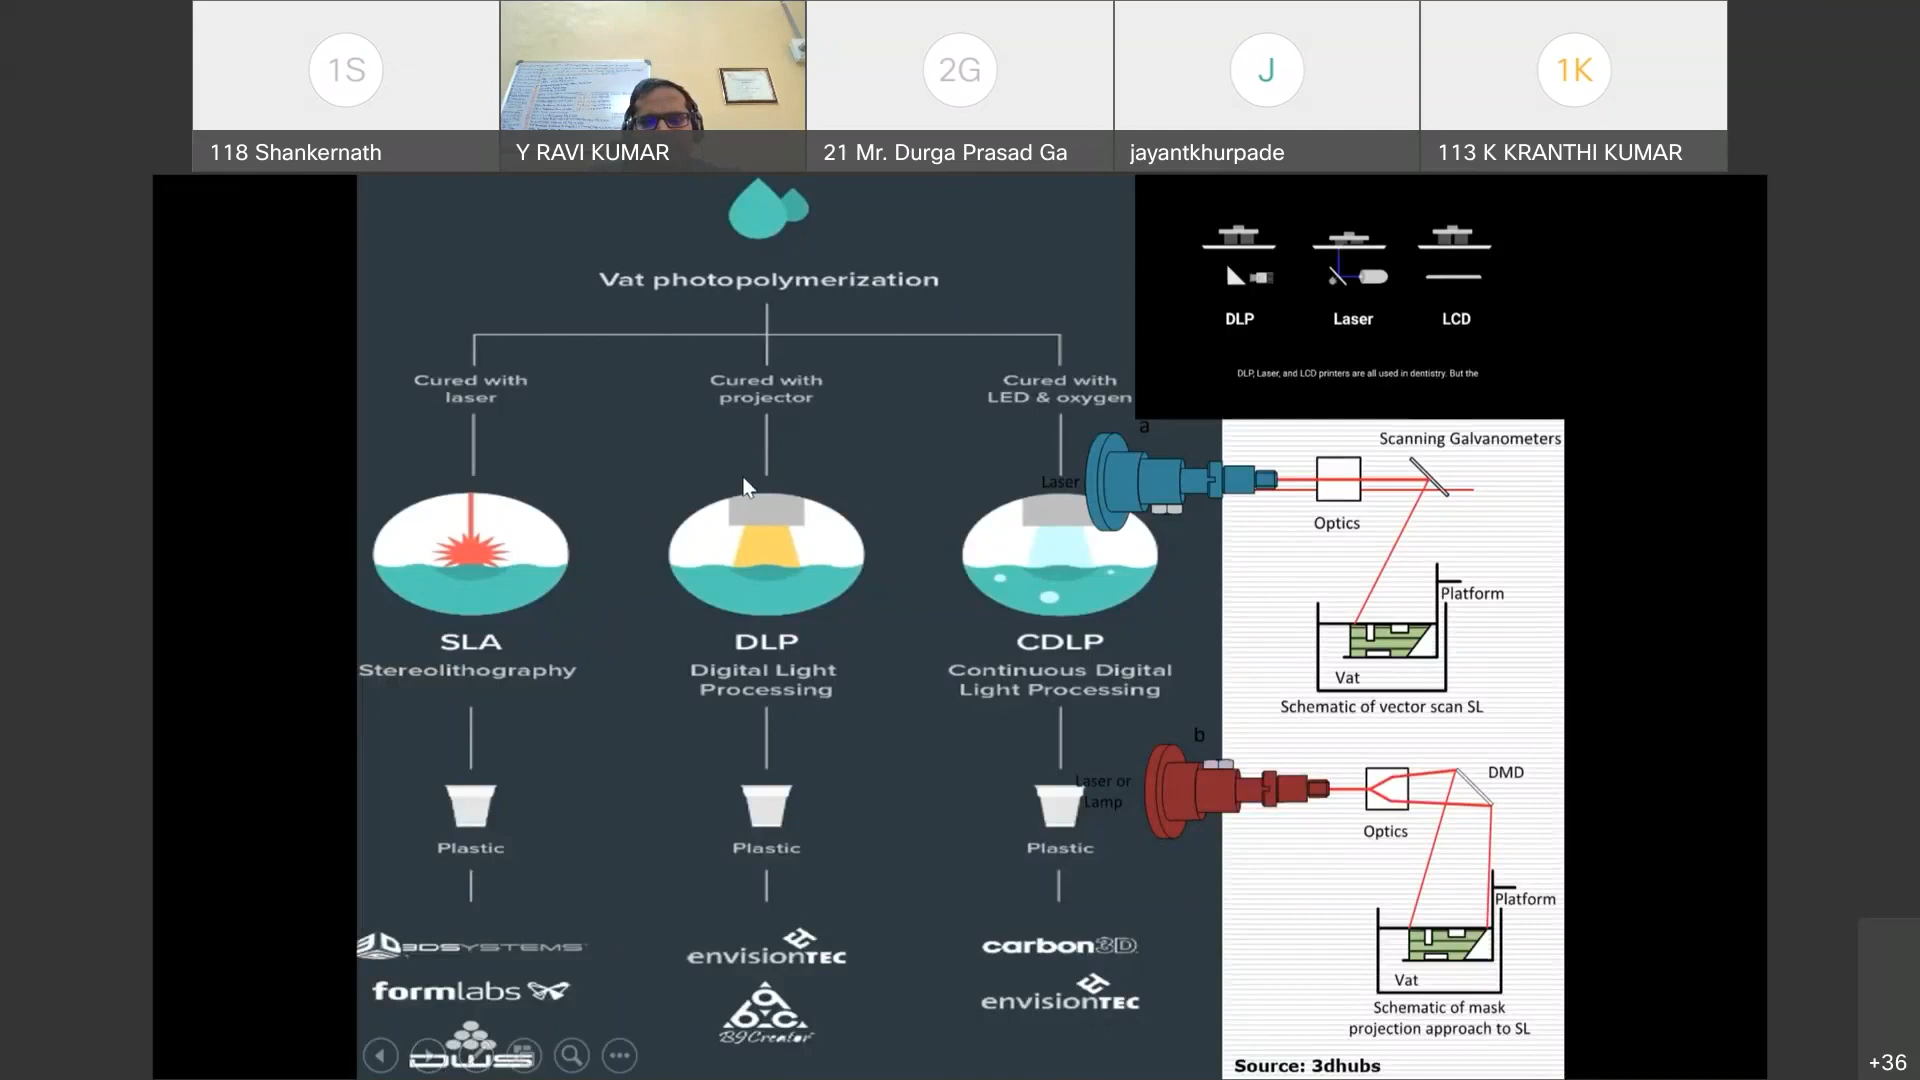 1S
2G
J
1K
118 Shankernath
Y RAVI KUMAR
21 Mr. Durga Prasad Ga
jayantkhurpade
113 K KRANTHI KUMAR
Vat photopolymerization
Cured with
laser
Cured with
projector
Cured with
LED & oxygen
SLA
Stereolithography
DLP
Digital Light
Processing
CDLP
Continuous Digital
Light Processing
Plastic
Plastic
Plastic
3DSYSTEMS
formlabs
DWSS
envisionTEC
B9Creator
carbon3D
envisionTEC
DLP
Laser
LCD
DLP, Laser, and LCD printers are all used in dentistry. But the
a
Laser
Scanning Galvanometers
Optics
Platform
Vat
Schematic of vector scan SL
b
Laser or
Lamp
DMD
Optics
Platform
Vat
Schematic of mask
projection approach to SL
Source: 3dhubs
+36